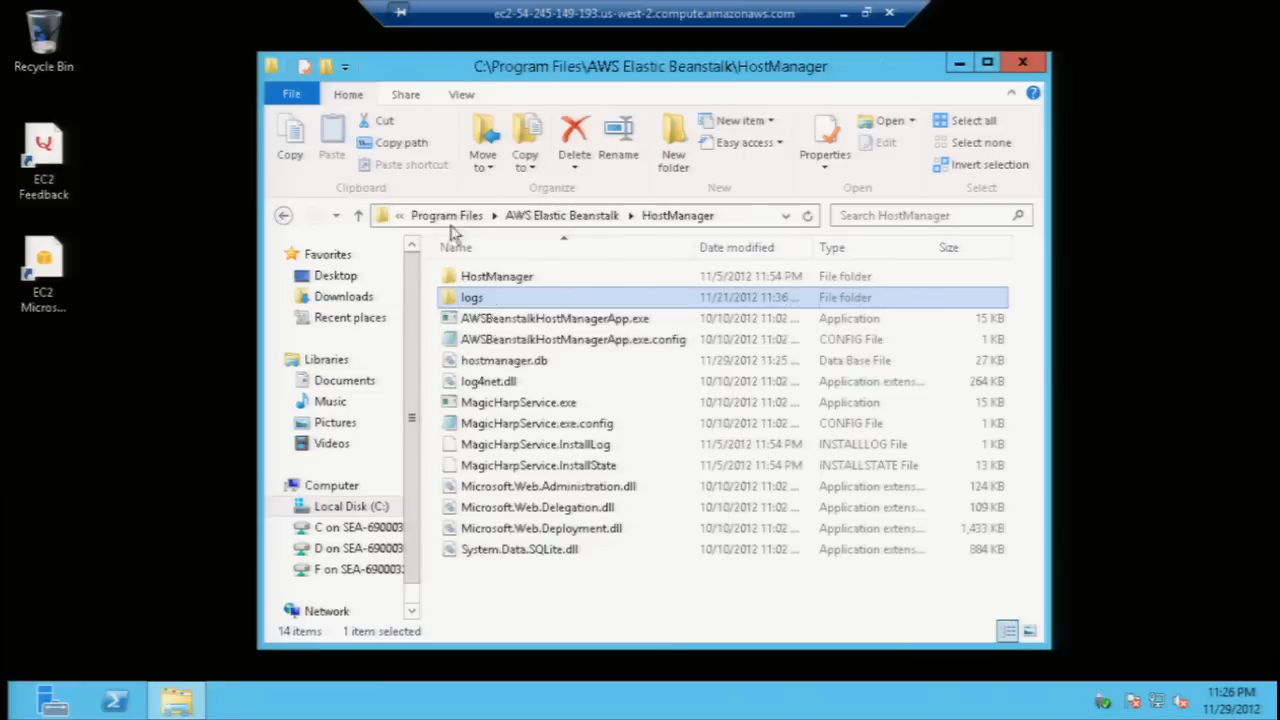 ec2-54-245-149-193.us-west-2.compute.amazonaws.com
Recycle Bin
EC2 Feedback
EC2 Micros...
C:\Program Files\AWS Elastic Beanstalk\HostManager
File Home Share View
Copy Paste Cut Copy path Paste shortcut
Move to Copy to Delete Rename
New folder New item Easy access
Properties Open Edit
Select all Select none Invert selection
Clipboard Organize New Open Select
« Program Files AWS Elastic Beanstalk HostManager Search HostManager
Favorites
Desktop
Downloads
Recent places
Libraries
Documents
Music
Pictures
Videos
Computer
Local Disk (C:)
C on SEA-690003
D on SEA-690003
F on SEA-690003
Network
Name Date modified Type Size
HostManager 11/5/2012 11:54 PM File folder
logs 11/21/2012 11:36 ... File folder
AWSBeanstalkHostManagerApp.exe 10/10/2012 11:02 ... Application 15 KB
AWSBeanstalkHostManagerApp.exe.config 10/10/2012 11:02 ... CONFIG File 1 KB
hostmanager.db 11/29/2012 11:25 ... Data Base File 27 KB
log4net.dll 10/10/2012 11:02 ... Application extens... 264 KB
MagicHarpService.exe 10/10/2012 11:02 ... Application 15 KB
MagicHarpService.exe.config 10/10/2012 11:02 ... CONFIG File 1 KB
MagicHarpService.InstallLog 11/5/2012 11:54 PM INSTALLLOG File 1 KB
MagicHarpService.InstallState 11/5/2012 11:54 PM INSTALLSTATE File 13 KB
Microsoft.Web.Administration.dll 10/10/2012 11:02 ... Application extens... 124 KB
Microsoft.Web.Delegation.dll 10/10/2012 11:02 ... Application extens... 109 KB
Microsoft.Web.Deployment.dll 10/10/2012 11:02 ... Application extens... 1,433 KB
System.Data.SQLite.dll 10/10/2012 11:02 ... Application extens... 884 KB
14 items 1 item selected
11:26 PM
11/29/2012